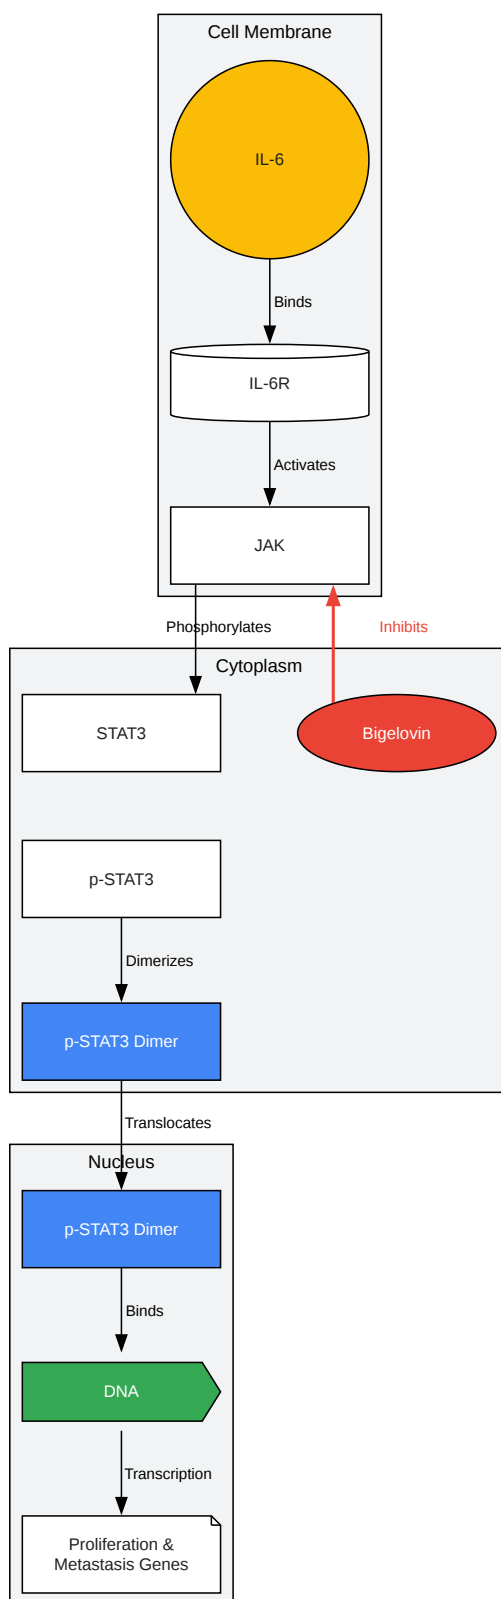 Cell Membrane
IL-6
Binds
IL-6R
Activates
JAK
Phosphorylates
Inhibits
Cytoplasm
STAT3
Bigelovin
p-STAT3
Dimerizes
p-STAT3 Dimer
Translocates
Nucleus
p-STAT3 Dimer
Binds
DNA
Transcription
Proliferation &
Metastasis Genes